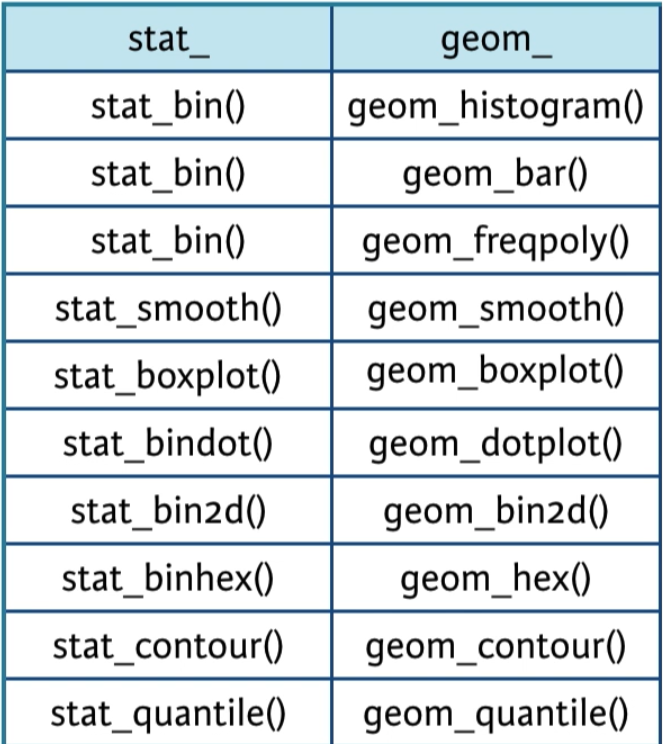 stat_ geom_
stat_bin() geom_histogram()
stat_bin() geom_bar()
stat_bin() geom_freqpoly()
stat_smooth() geom_smooth()
stat_boxplot() geom_boxplot()
stat_bindot() geom_dotplot()
stat_bin2d() geom_bin2d()
stat_binhex() geom_hex()
stat_contour() geom_contour()
stat_quantile() geom_quantile()